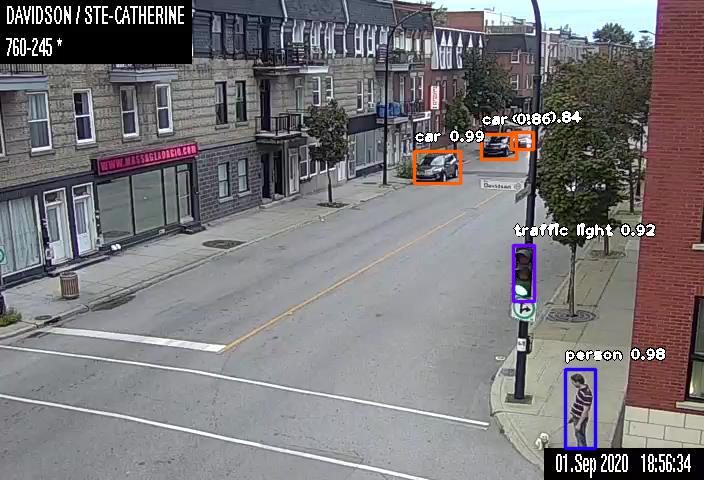 DAVIDSON / STE-CATHERINE
760-245 *
car 0.86
0.84
car 0.99
WWW.MASSAGEADAGIO.COM
Davidson
traffic light 0.92
person 0.98
01.Sep 2020 18:56:34